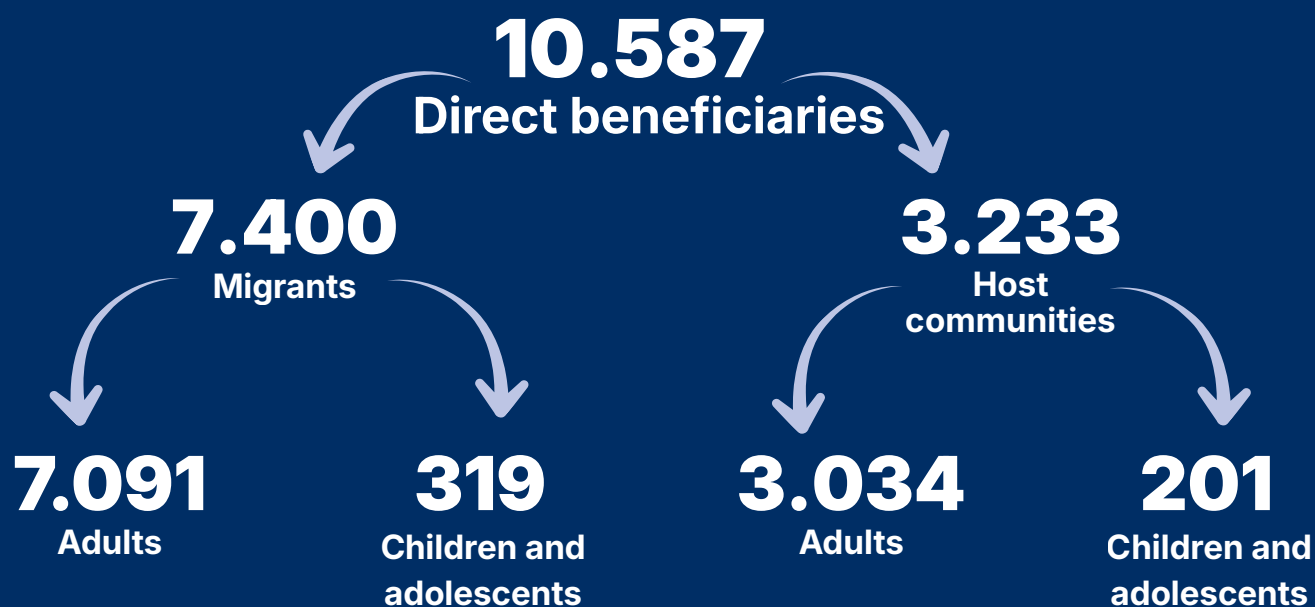 10.587
Direct beneficiaries
7.400
Migrants
3.233
Host
communities
7.091
Adults
319
Children and
adolescents
3.034
Adults
201
Children and
adolescents